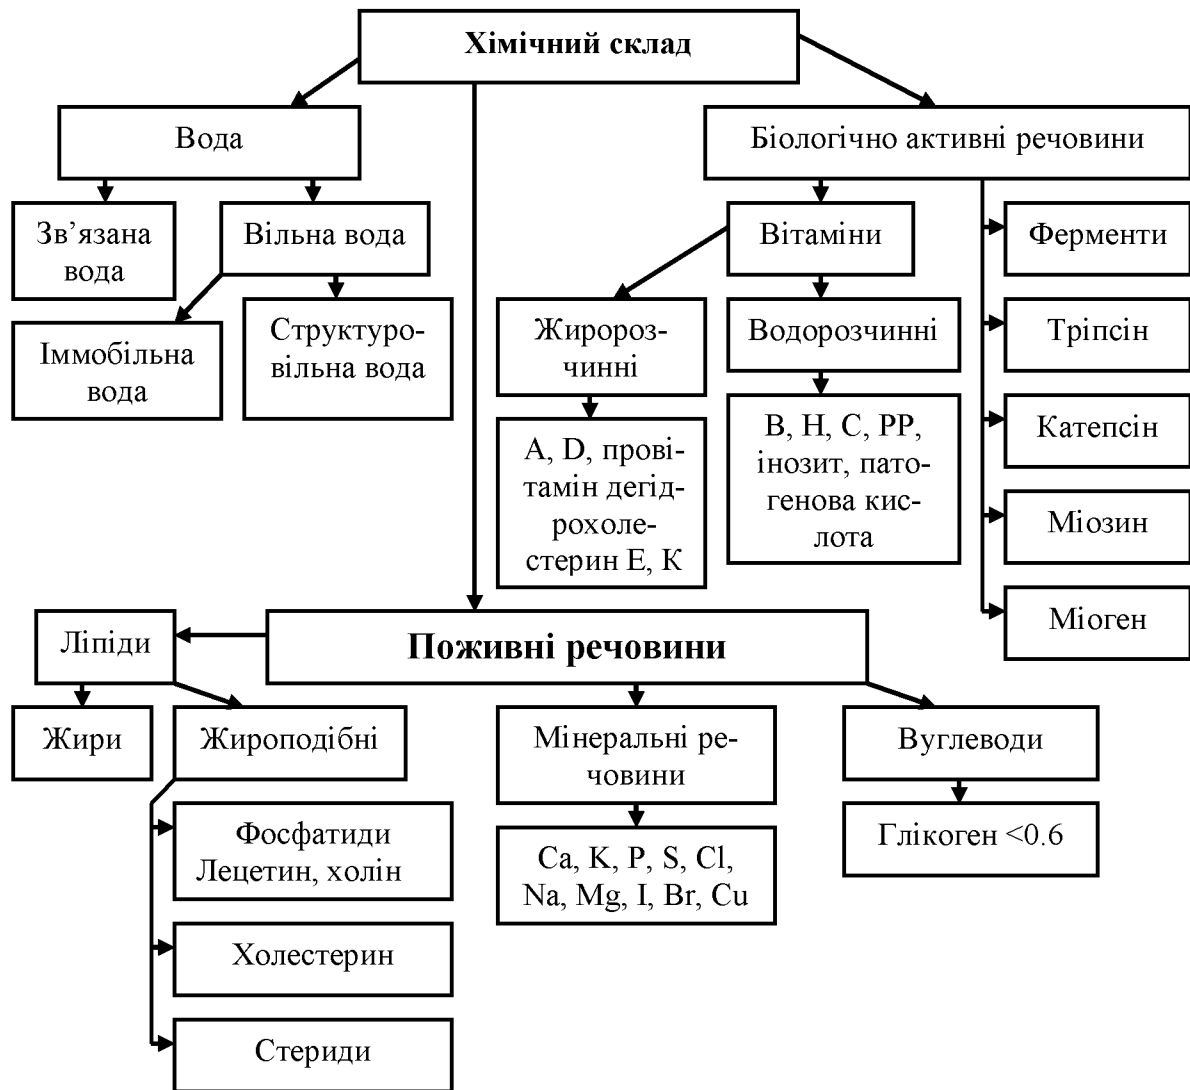 Хімічний склад
Вода
Біологічно активні речовини
Зв’язана
вода
Вільна вода
Вітаміни
Ферменти
Іммобільна
вода
Структуро-
вільна вода
Жиророз-
чинні
Водорозчинні
Тріпсін
A, D, прові-
тамін дегід-
рохоле-
стерин Е, К
В, Н, С, РР,
інозит, пато-
генова кис-
лота
Катепсін
Міозин
Міоген
Ліпіди
Поживні речовини
Жири
Жироподібні
Мінеральні ре-
човини
Вуглеводи
Фосфатиди
Лецетин, холін
Ca, K, P, S, Cl,
Na, Mg, I, Br, Cu
Глікоген <0.6
Холестерин
Стериди